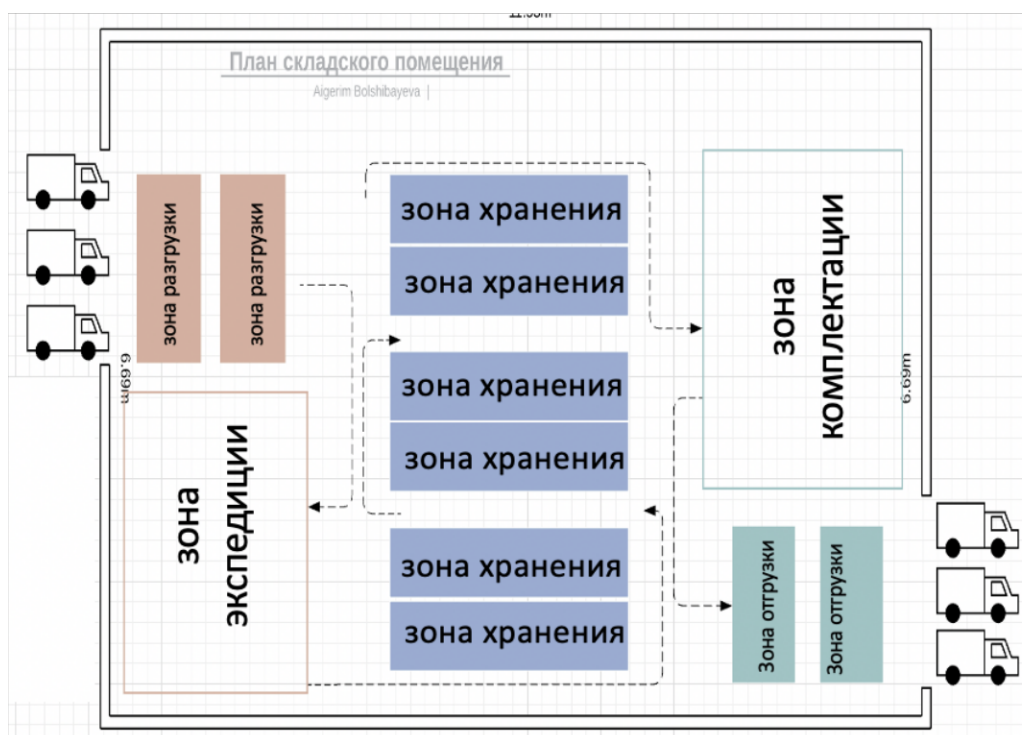 План складского помещения
Aigerim Bolshibayeva |
зона разгрузки
зона разгрузки
зона хранения
зона хранения
зона хранения
зона хранения
зона хранения
зона хранения
зона
комплектации
6.69m
6.69m
зона
экспедиции
Зона отгрузки
Зона отгрузки